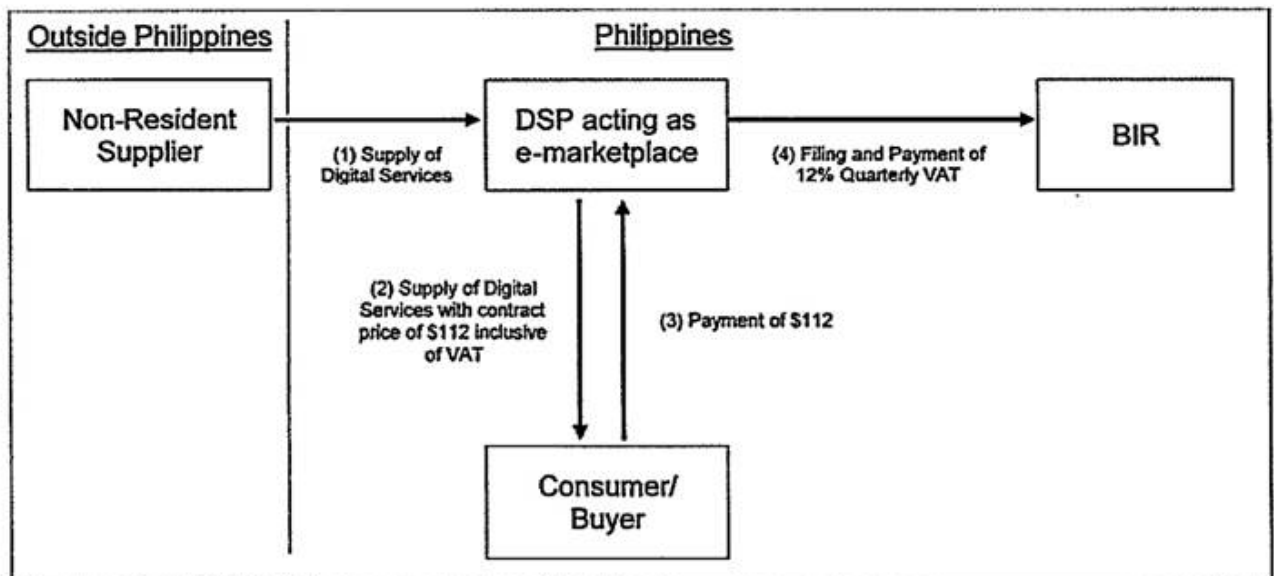 Outside Philippines
Philippines
Non-Resident
Supplier
(1) Supply of
Digital Services
DSP acting as
e-marketplace
(4) Filing and Payment of
12% Quarterly VAT
BIR
(2) Supply of Digital
Services with contract
price of $112 inclusive
of VAT
(3) Payment of $112
Consumer/
Buyer